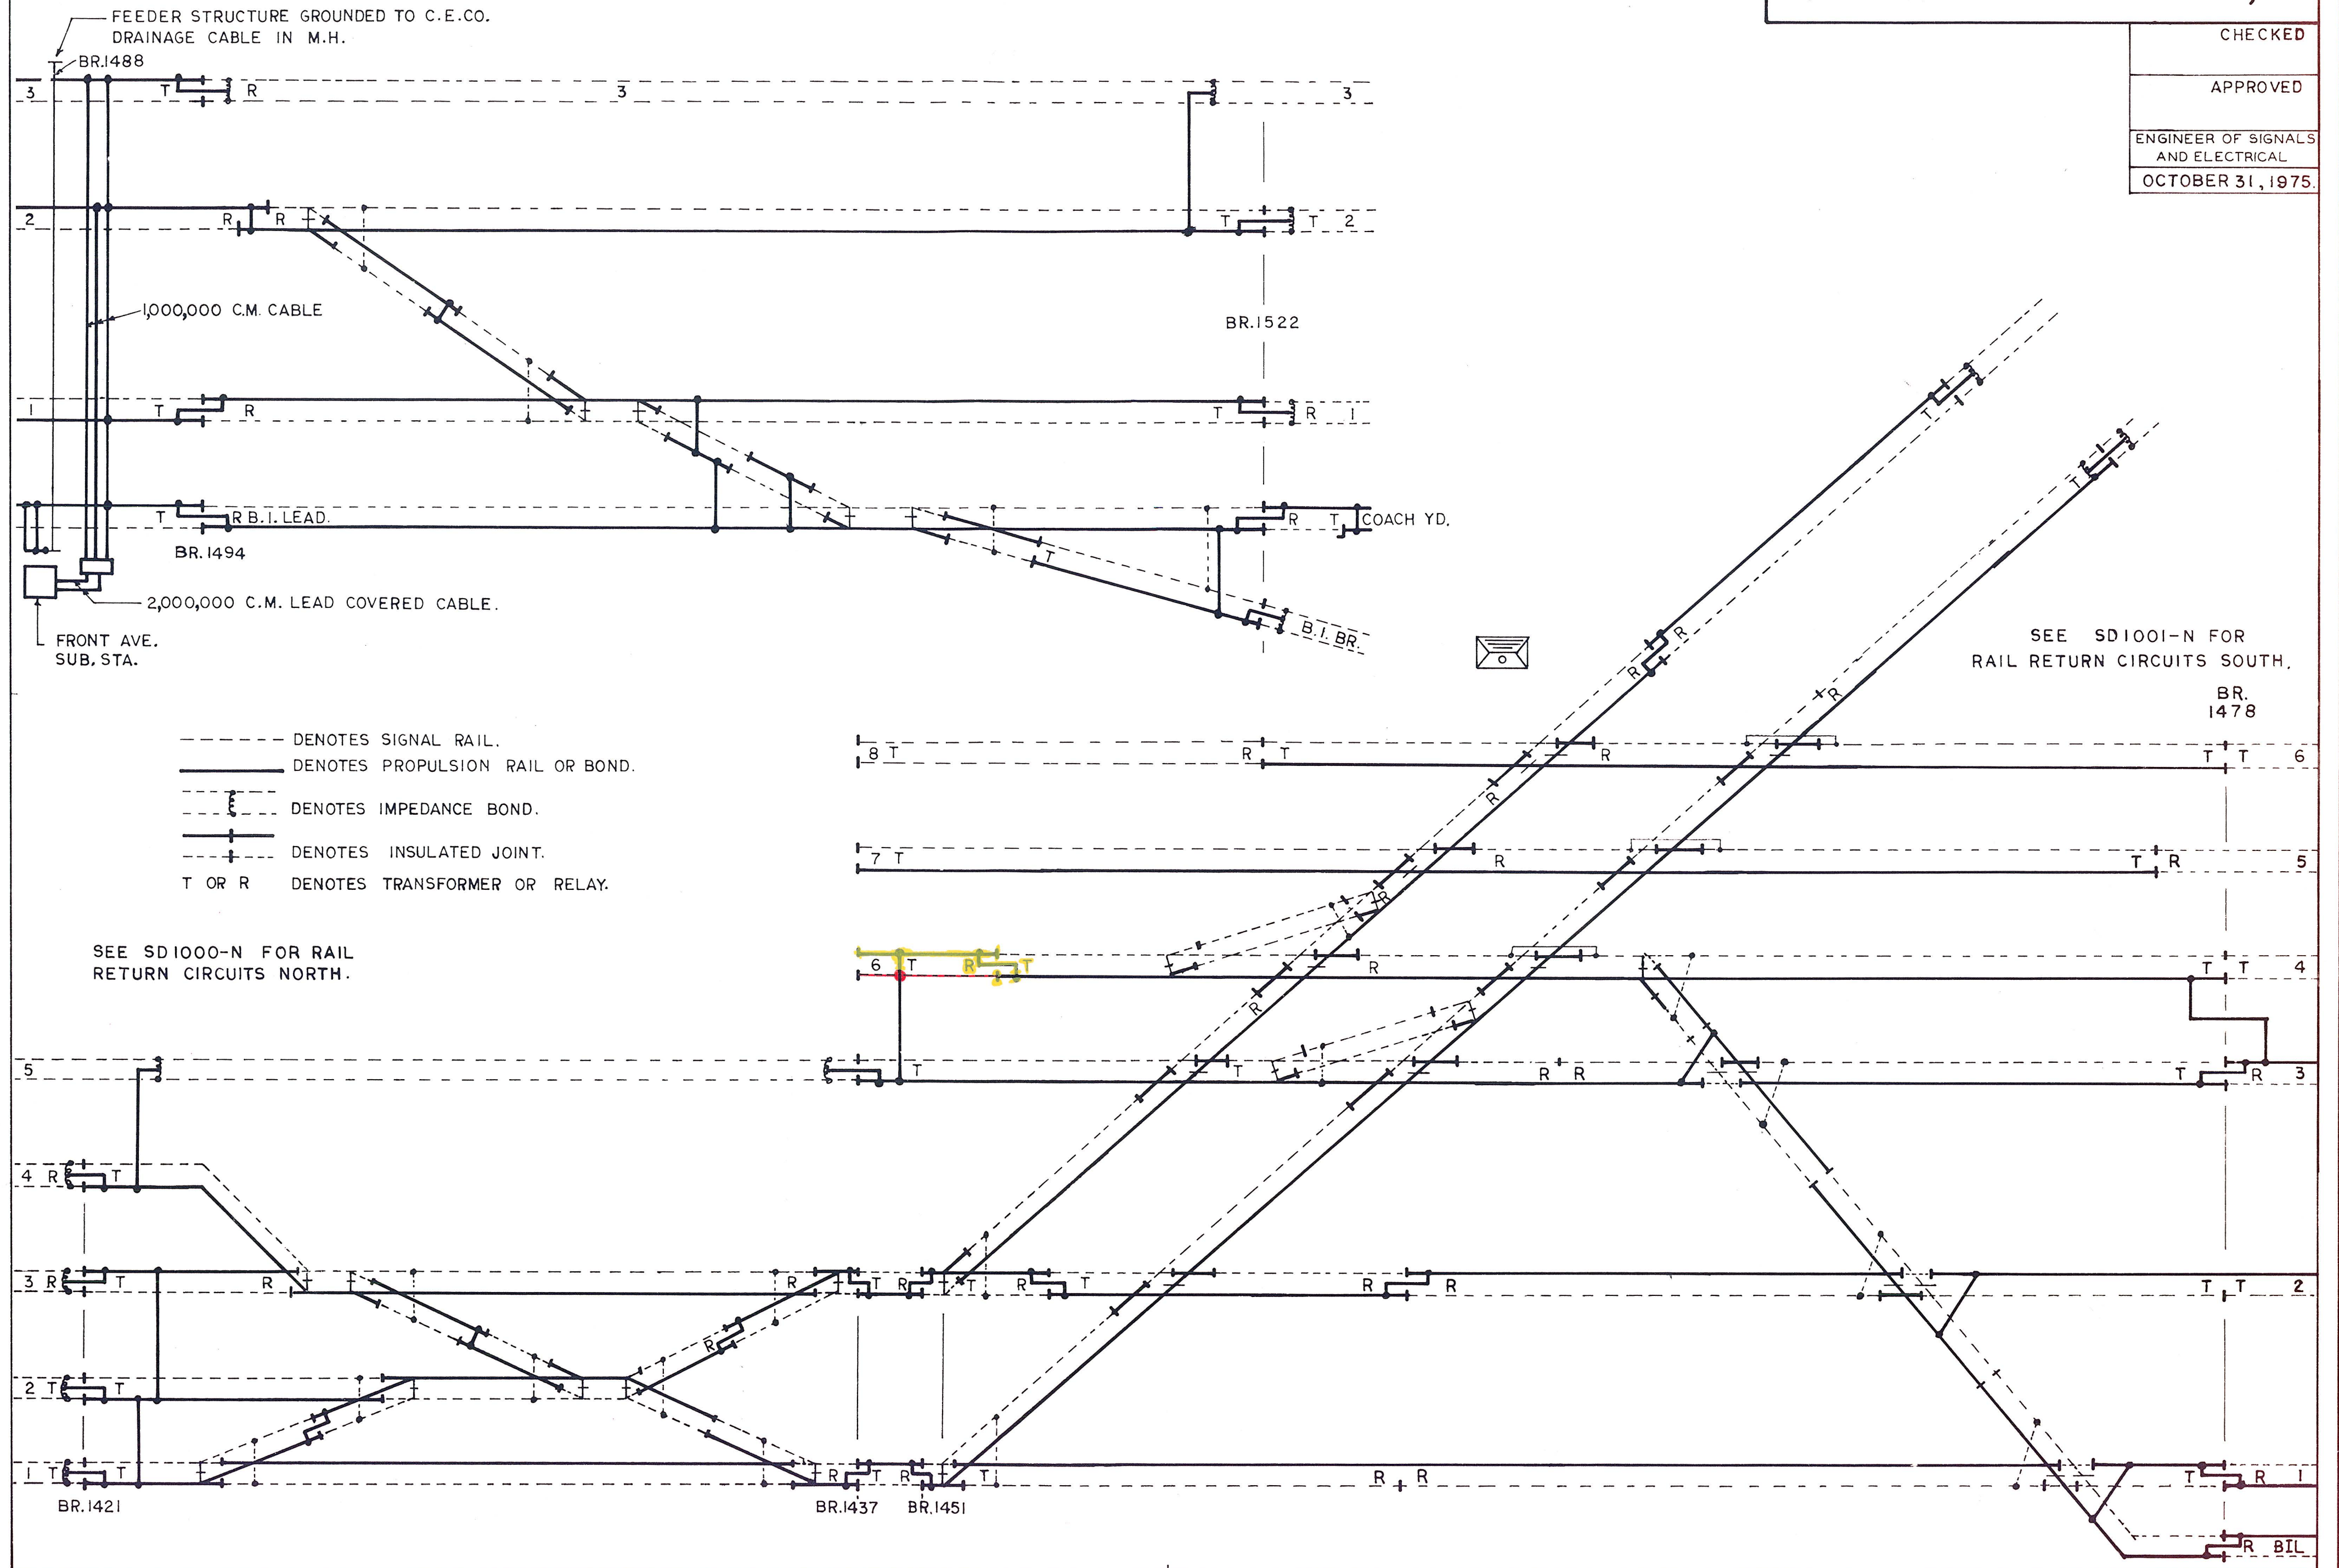 FEEDER STRUCTURE GROUNDED TO C.E.CO.
DRAINAGE CABLE IN M.H.
CHECKED
APPROVED
ENGINEER OF SIGNALS
AND ELECTRICAL
OCTOBER 31, 1975.
BR.1488
3 T R 3 3
2 R R T T 2
1,000,000 C.M. CABLE
BR.1522
1 T R T R 1
T R B.I. LEAD. R T COACH YD.
T
BR.1494
2,000,000 C.M. LEAD COVERED CABLE.
B.I. BR.
FRONT AVE.
SUB. STA.
T
T
R
R
R
SEE SD1001-N FOR
RAIL RETURN CIRCUITS SOUTH.
BR.
1478
DENOTES SIGNAL RAIL.
DENOTES PROPULSION RAIL OR BOND.
DENOTES IMPEDANCE BOND.
DENOTES INSULATED JOINT.
T OR R DENOTES TRANSFORMER OR RELAY.
8 T R T R T T 6
R
7 T R T R 5
R
SEE SD1000-N FOR RAIL
RETURN CIRCUITS NORTH.
6 T R T R T T 4
R
5 T T R R T R 3
4 R T
3 R T R R T R R T R R T T 2
R
2 T T
1 T T R T R T R R T R 1
BR.1421 BR.1437 BR.1451
R BIL